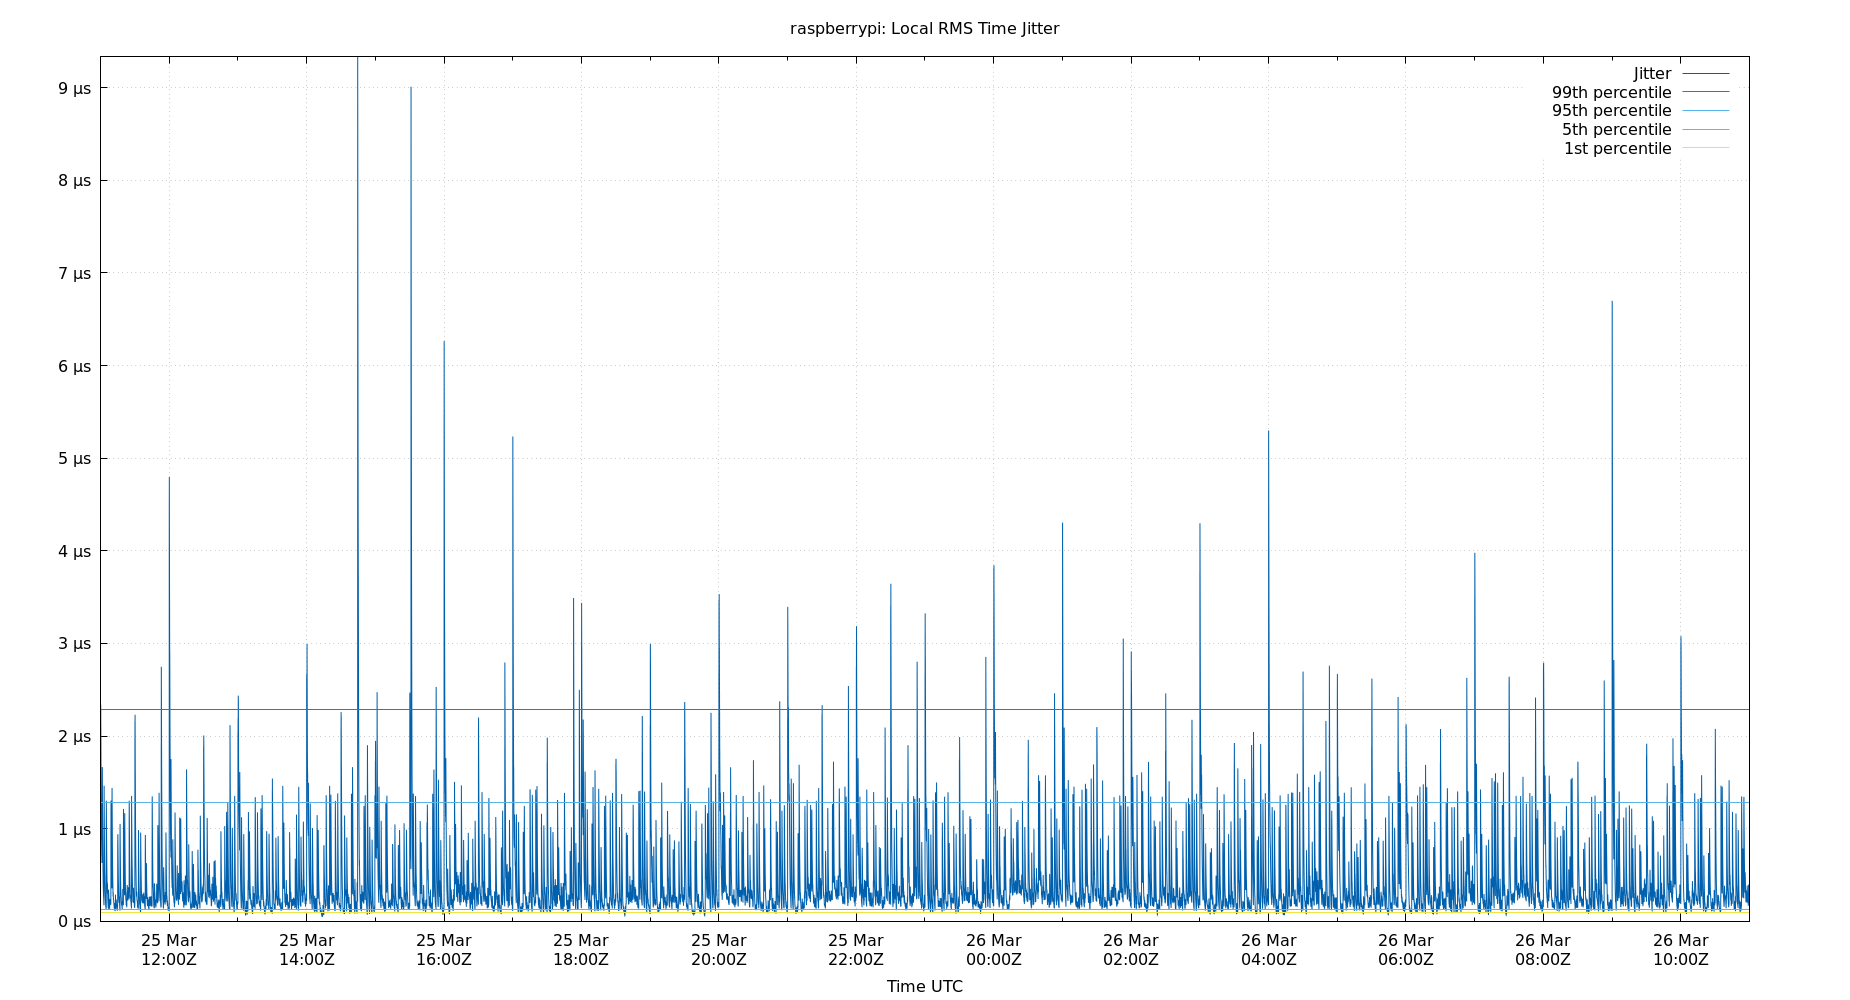 raspberrypi: Local RMS Time Jitter
Jitter
99th percentile
95th percentile
5th percentile
1st percentile
9 μs
8 μs
7 μs
6 μs
5 μs
4 μs
3 μs
2 μs
1 μs
0 μs
25 Mar 25 Mar 25 Mar 25 Mar 25 Mar 25 Mar 26 Mar 26 Mar 26 Mar 26 Mar 26 Mar 26 Mar
12:00Z 14:00Z 16:00Z 18:00Z 20:00Z 22:00Z 00:00Z 02:00Z 04:00Z 06:00Z 08:00Z 10:00Z
Time UTC